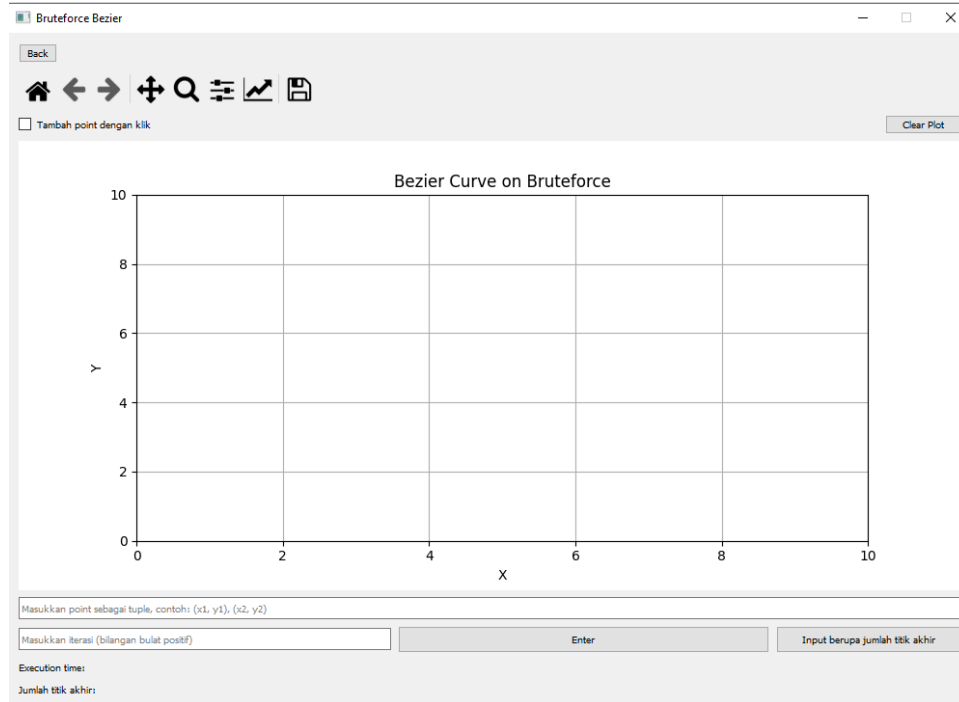 Bruteforce Bezier
Back
Tambah point dengan klik
Clear Plot
Bezier Curve on Bruteforce
10
8
6
Y
4
2
0
0 2 4 6 8 10
X
Masukkan point sebagai tuple, contoh: (x1, y1), (x2, y2)
Masukkan iterasi (bilangan bulat positif) Enter Input berupa jumlah titik akhir
Execution time:
Jumlah titik akhir: